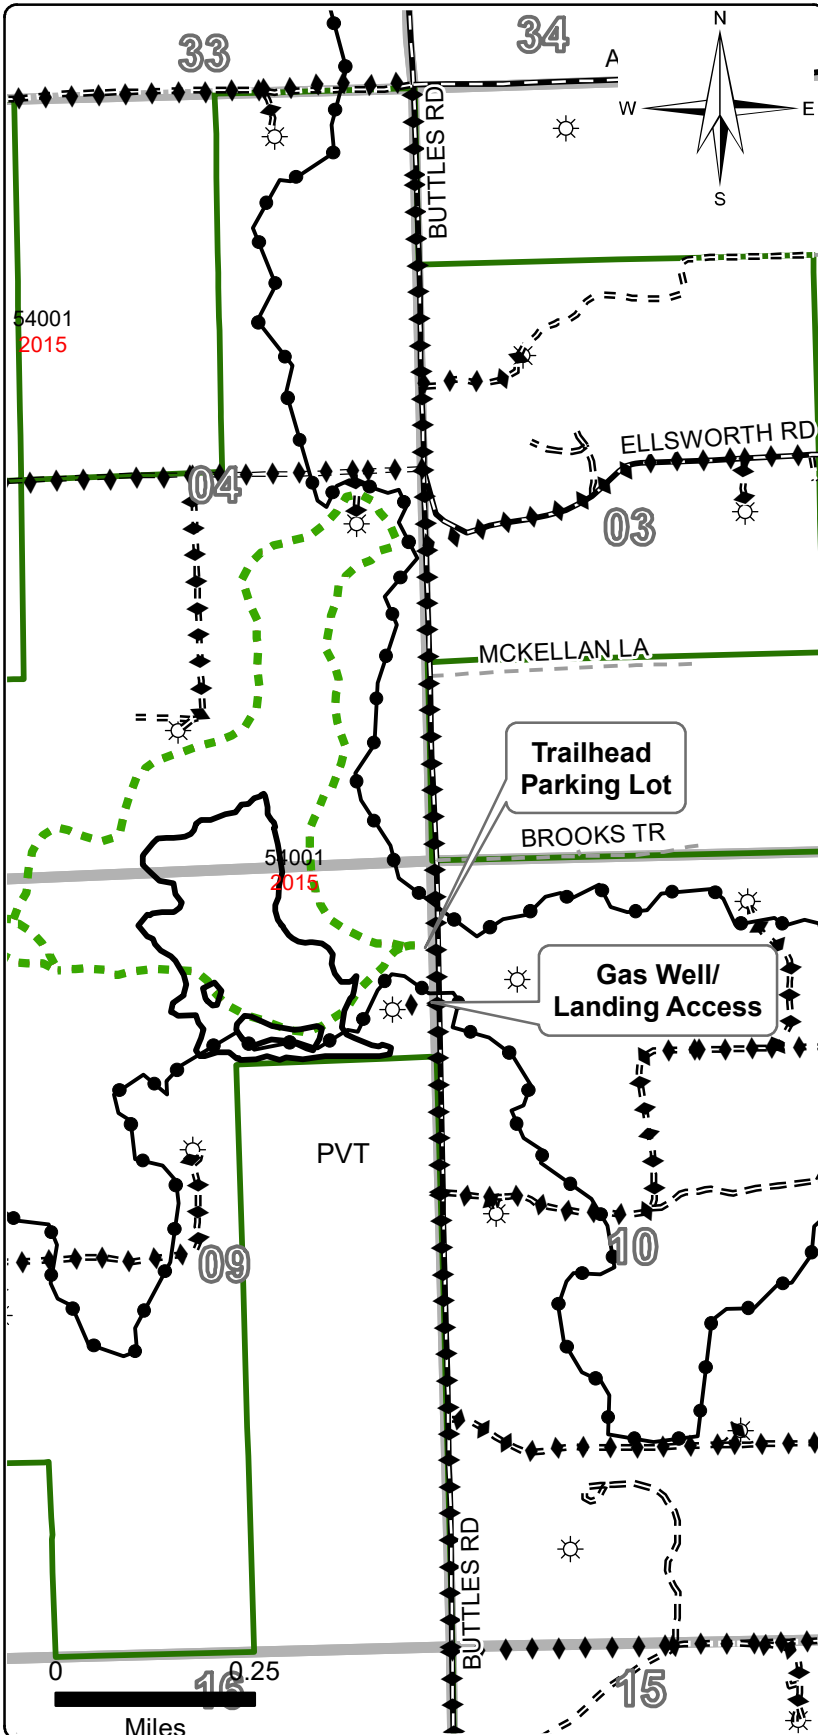 33
34
A
N
W
E
S
BUTTLES RD
54001
2015
ELLSWORTH RD
04
03
MCKELLAN LA
Trailhead
Parking Lot
BROOKS TR
54001
2015
Gas Well/
Landing Access
PVT
09
10
BUTTLES RD
0
0.25
16
15
Miles